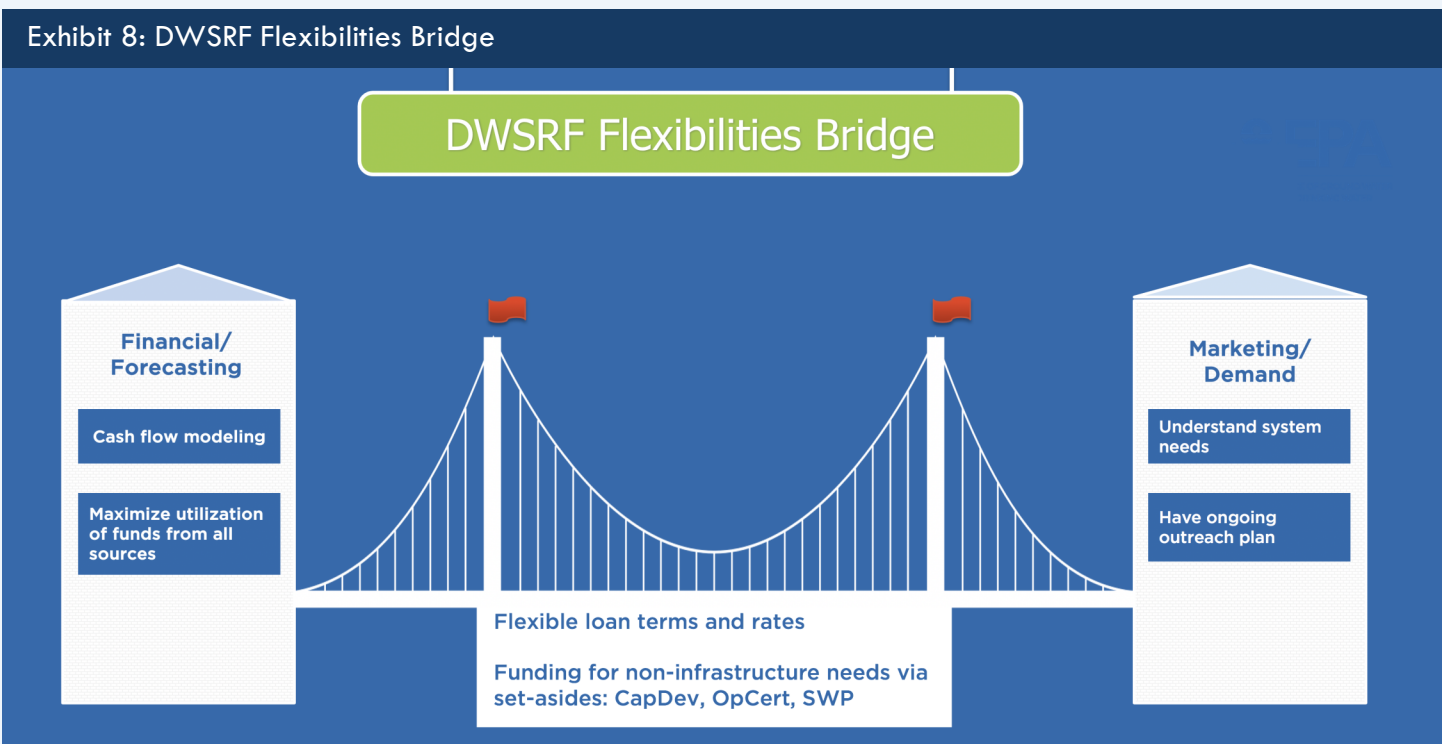 Exhibit 8: DWSRF Flexibilities Bridge
DWSRF Flexibilities Bridge
Financial/
Forecasting
Cash flow modeling
Maximize utilization
of funds from all
sources
Marketing/
Demand
Understand system
needs
Have ongoing
outreach plan
Flexible loan terms and rates
Funding for non-infrastructure needs via
set-asides: CapDev, OpCert, SWP